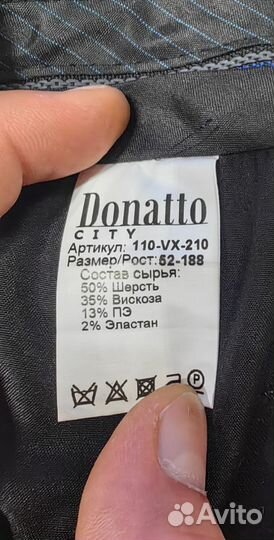 Donatto
CITY
Артикул: 110-VX-210
Размер/Рост:52-188
Состав сырья:
50% Шерсть
35% Вискоза
13% ПЭ
2% Эластан
P
Avito